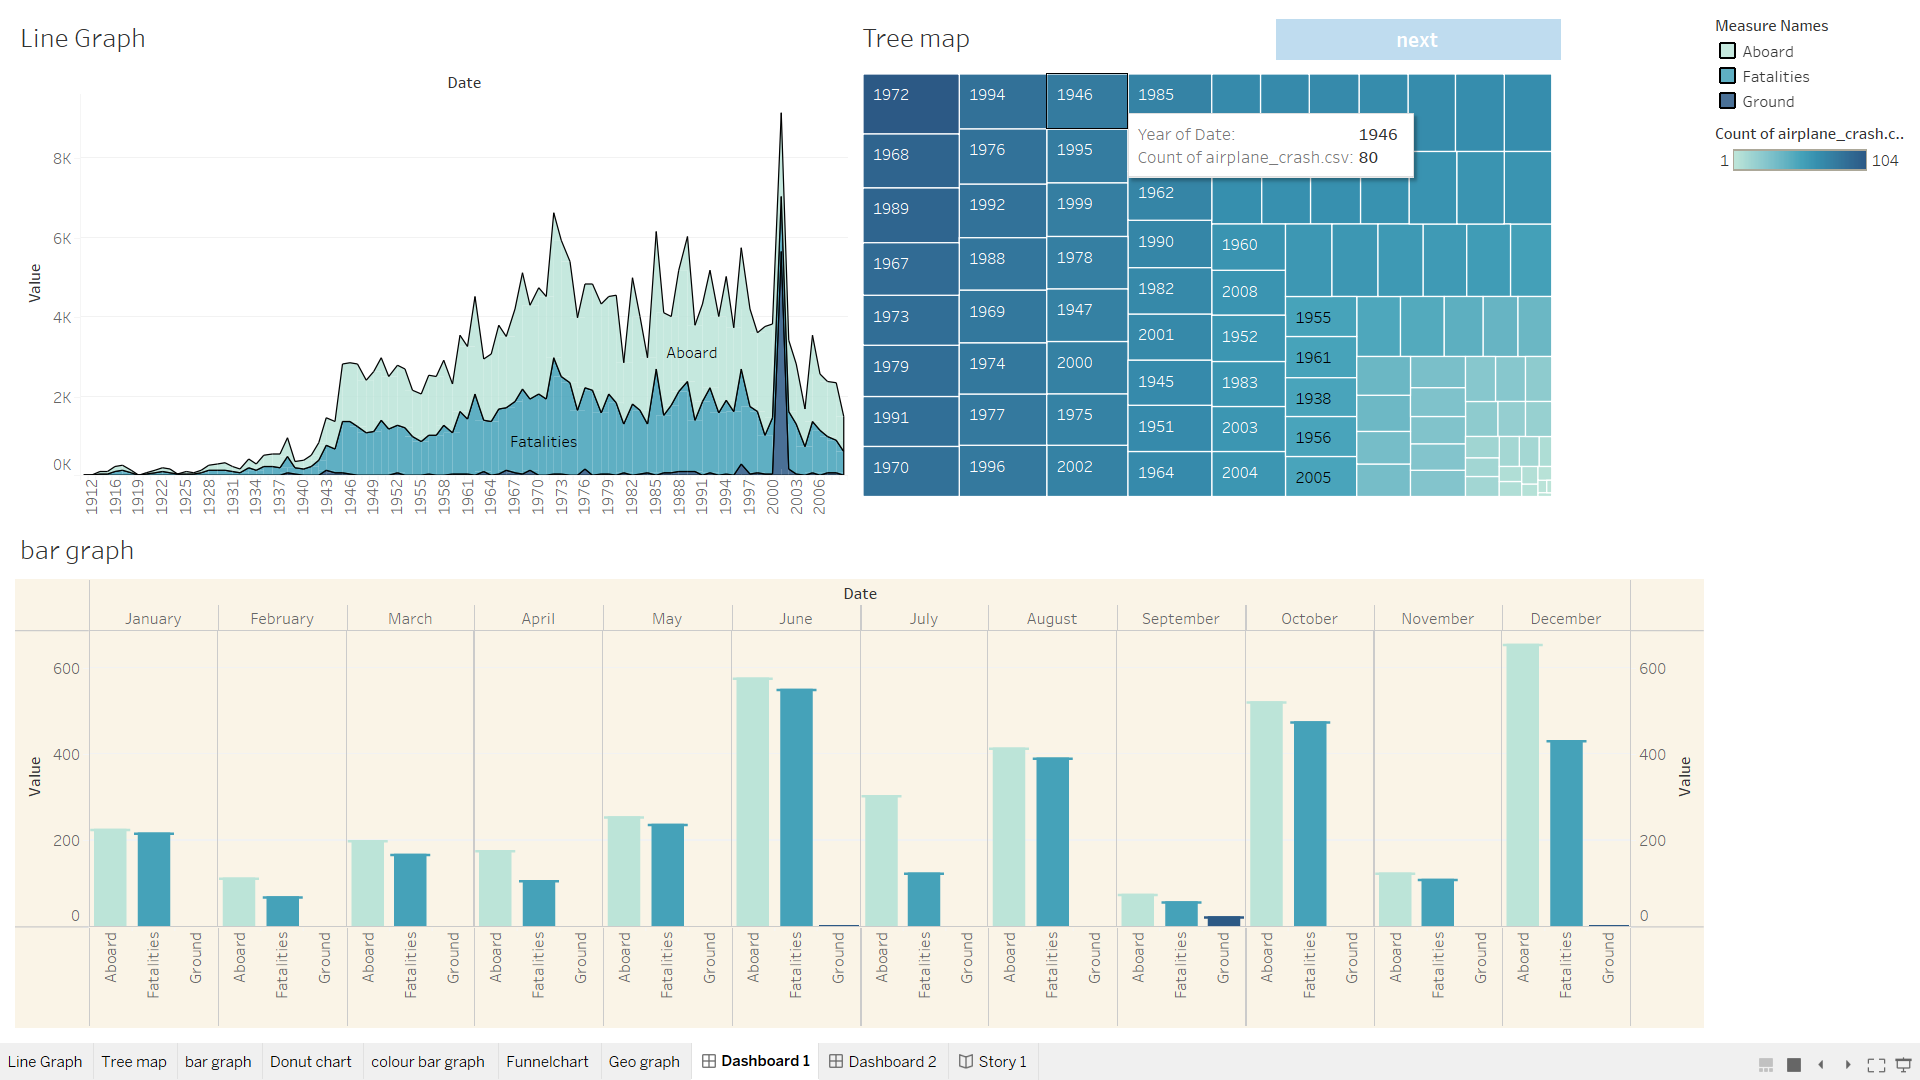 Line Graph
Date
Value
8K
6K
4K
2K
0K
Aboard
Fatalities
1912
1916
1919
1922
1925
1928
1931
1934
1937
1940
1943
1946
1949
1952
1955
1958
1961
1964
1967
1970
1973
1976
1979
1982
1985
1988
1991
1994
1997
2000
2003
2006
Tree map
next
1972
1968
1989
1967
1973
1979
1991
1970
1994
1976
1992
1988
1969
1974
1977
1996
1946
1995
1999
1978
1947
2000
1975
2002
1985
Year of Date: 1946
Count of airplane_crash.csv: 80
1962
1990
1982
2001
1945
1951
1964
1960
2008
1952
1983
2003
2004
1955
1961
1938
1956
2005
Measure Names
Aboard
Fatalities
Ground
Count of airplane_crash.c..
1 104
bar graph
Date
January February March April May June July August September October November December
Value
600
400
200
0
600
400
200
0
Value
Aboard Fatalities Ground
Aboard Fatalities Ground
Aboard Fatalities Ground
Aboard Fatalities Ground
Aboard Fatalities Ground
Aboard Fatalities Ground
Aboard Fatalities Ground
Aboard Fatalities Ground
Aboard Fatalities Ground
Aboard Fatalities Ground
Aboard Fatalities Ground
Aboard Fatalities Ground
Line Graph Tree map bar graph Donut chart colour bar graph Funnelchart Geo graph Dashboard 1 Dashboard 2 Story 1